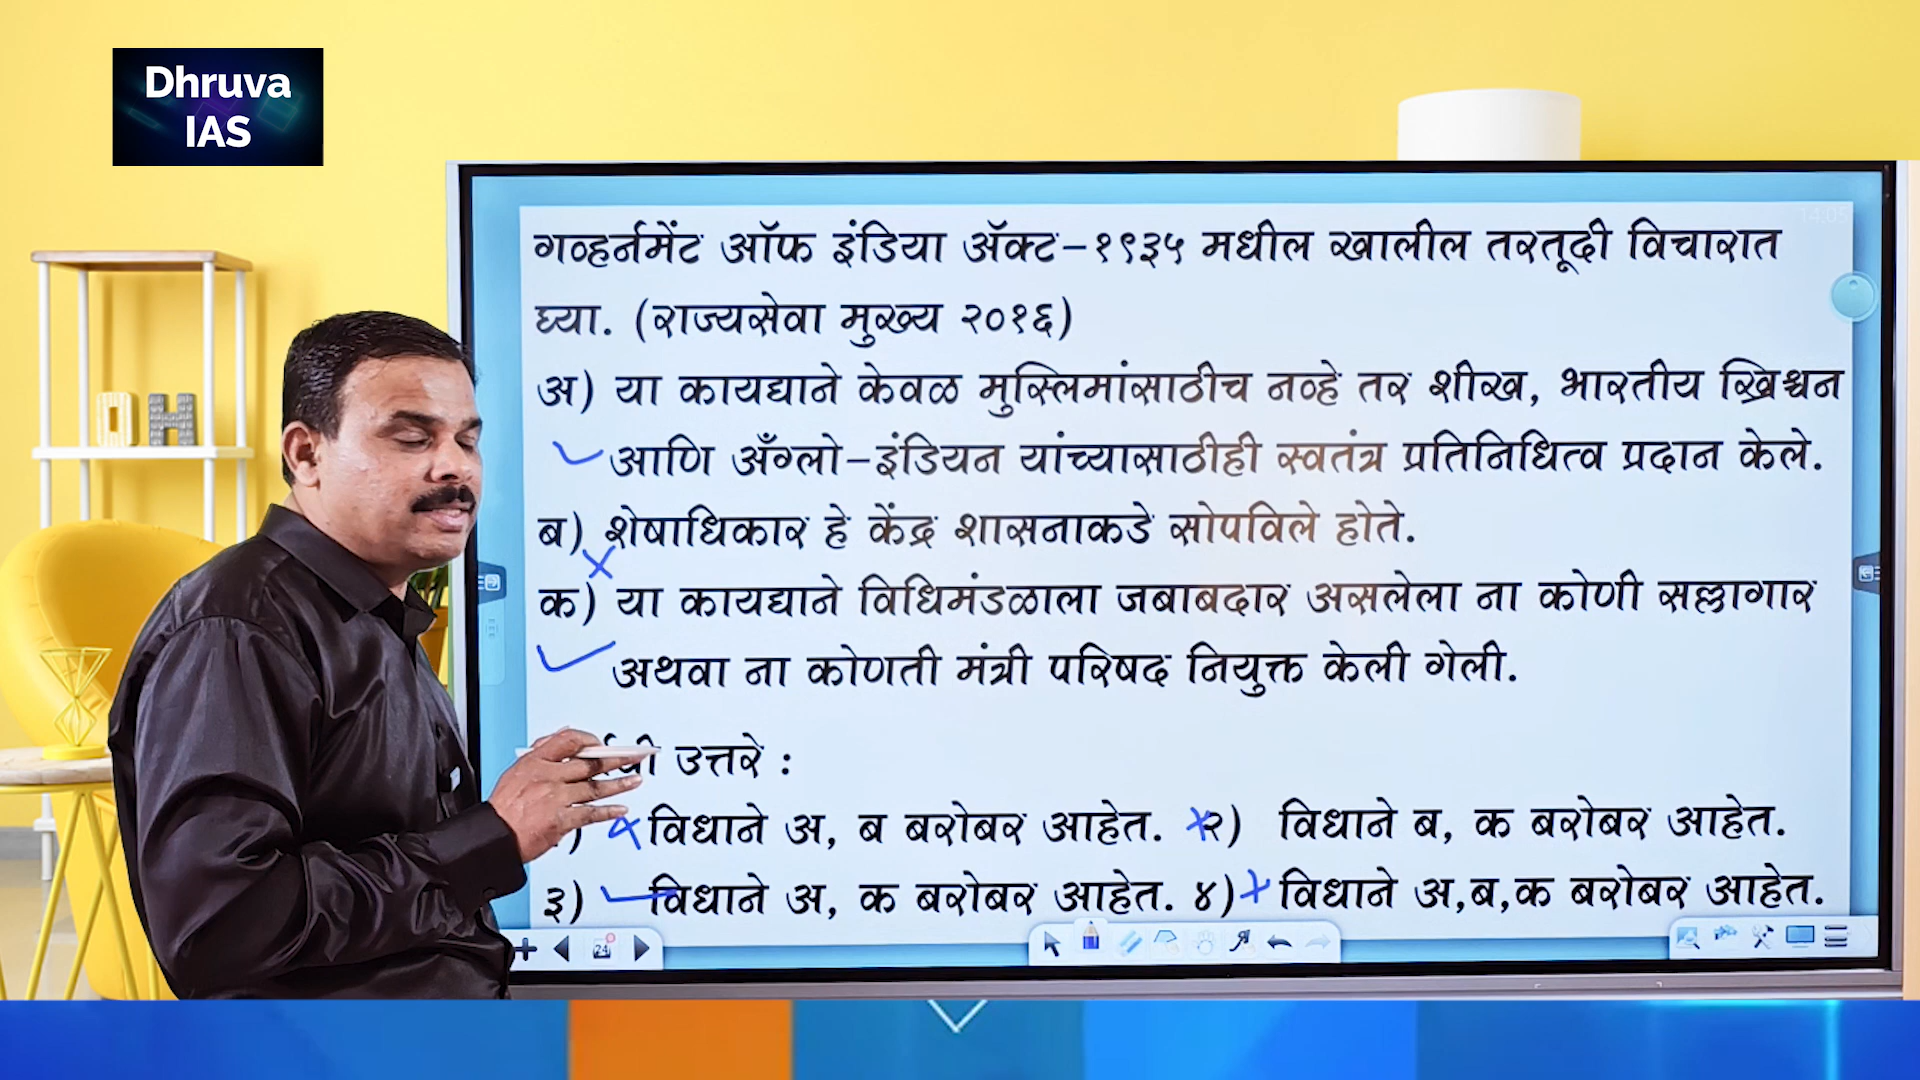 Dhruva
IAS
गव्हर्नमेंट ऑफ इंडिया ॲक्ट-१९३५ मधील खालील तरतूदी विचारात
घ्या. (राज्यसेवा मुख्य २०१६)
अ) या कायद्याने केवळ मुस्लिमांसाठीच नव्हे तर शीख, भारतीय ख्रिश्चन
आणि अँग्लो-इंडियन यांच्यासाठीही स्वतंत्र प्रतिनिधित्व प्रदान केले.
ब) शेषाधिकार हे केंद्र शासनाकडे सोपविले होते.
क) या कायद्याने विधिमंडळाला जबाबदार असलेला ना कोणी सल्लागार
अथवा ना कोणती मंत्री परिषद नियुक्त केली गेली.
उत्तरे :
विधाने अ, ब बरोबर आहेत. २) विधाने ब, क बरोबर आहेत.
३) विधाने अ, क बरोबर आहेत. ४) विधाने अ,ब,क बरोबर आहेत.
24